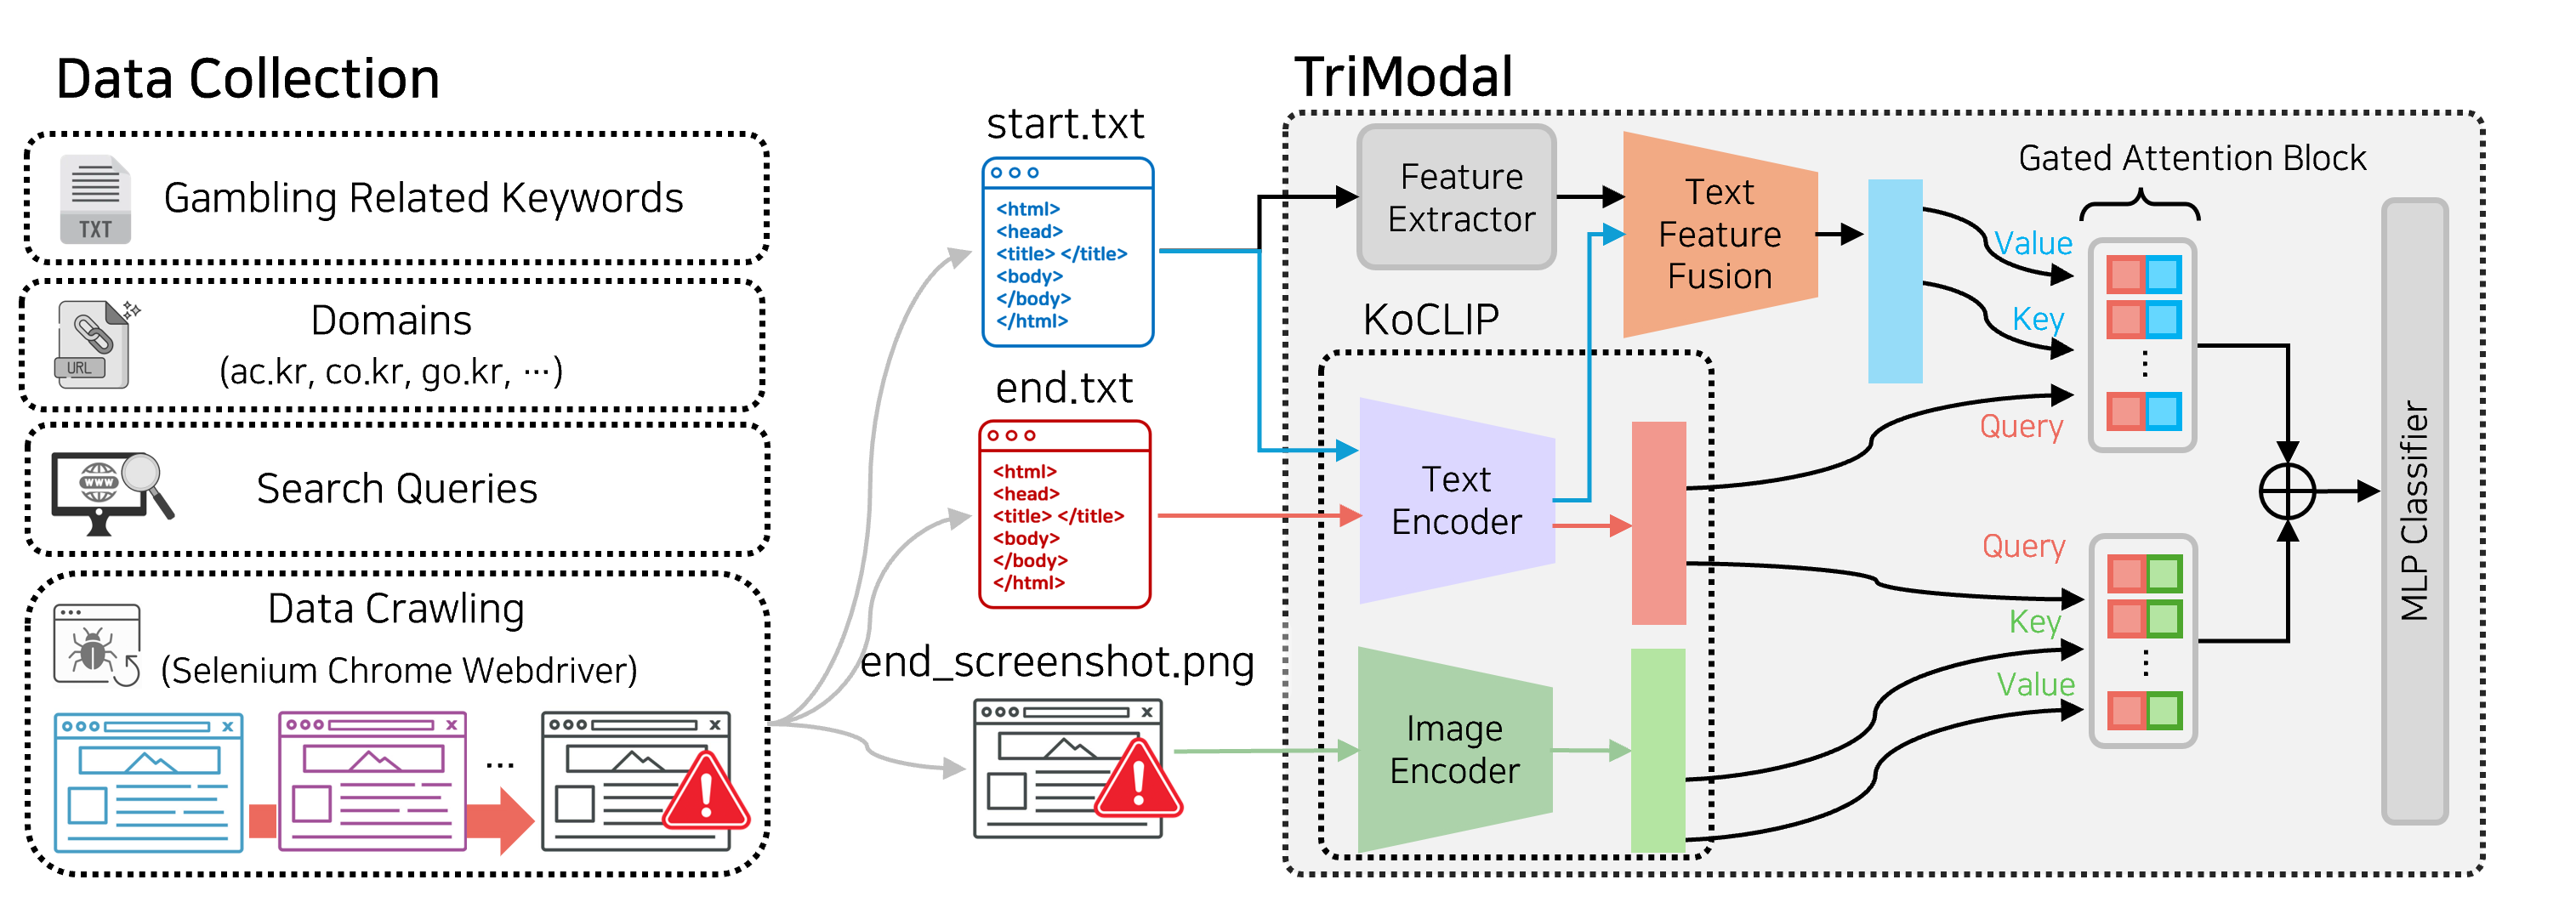 Data Collection
TXT
Gambling Related Keywords
URL
Domains
(ac.kr, co.kr, go.kr, ···)
www
Search Queries
Data Crawling
(Selenium Chrome Webdriver)
x
x
...
x
start.txt
<html>
<head>
<title> </title>
<body>
</body>
</html>
end.txt
<html>
<head>
<title> </title>
<body>
</body>
</html>
end_screenshot.png
x
TriModal
Feature
Extractor
Text
Feature
Fusion
KoCLIP
Text
Encoder
Image
Encoder
Gated Attention Block
Value
Key
Query
Query
Key
Value
MLP Classifier